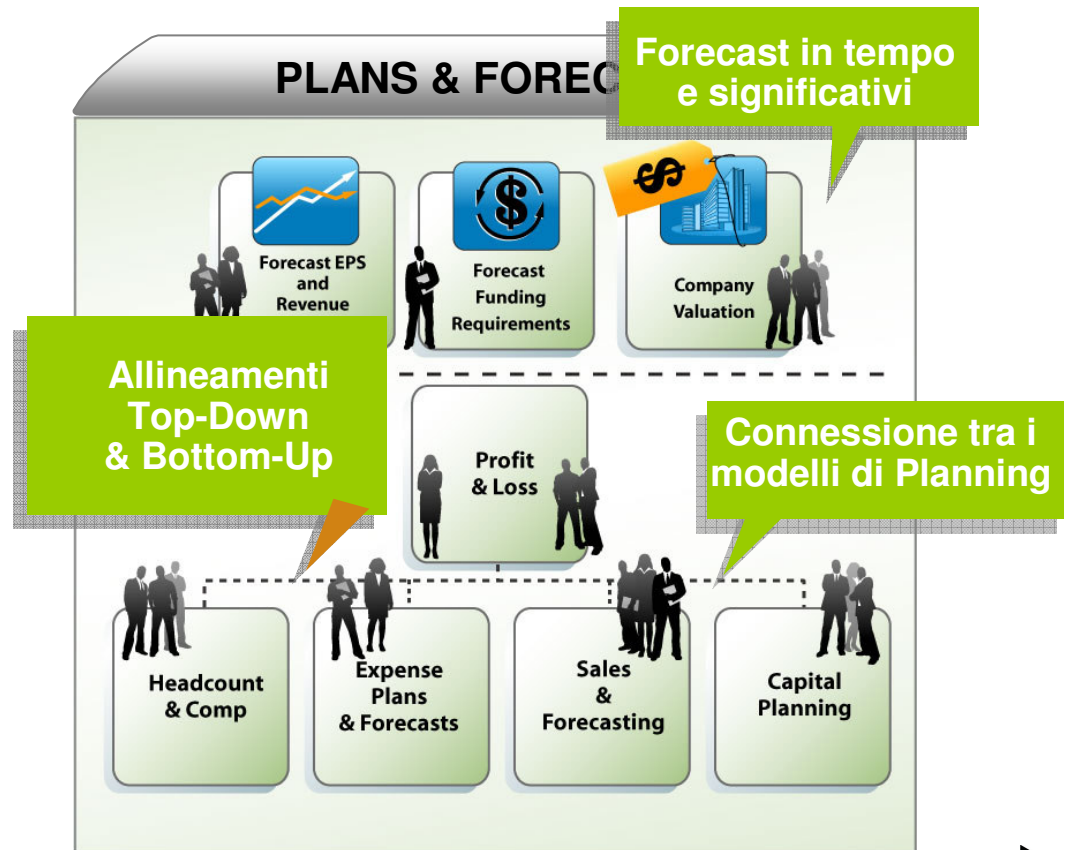 PLANS & FOREC
Forecast in tempo
e significativi
Forecast EPS
and
Revenue
Forecast
Funding
Requirements
$
$
Company
Valuation
Allineamenti
Top-Down
& Bottom-Up
Profit
& Loss
Connessione tra i
modelli di Planning
Headcount
& Comp
Expense
Plans
& Forecasts
Sales
&
Forecasting
Capital
Planning